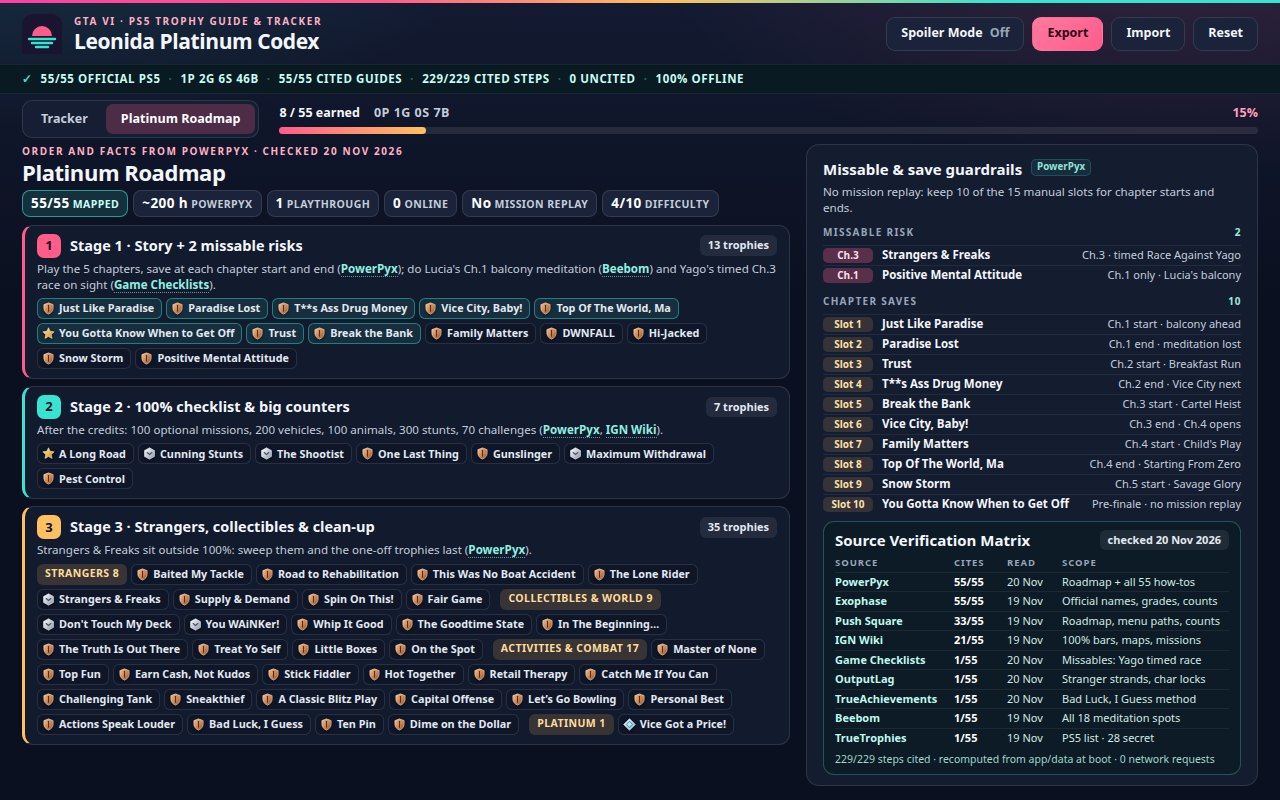 GTA VI · PS5 TROPHY GUIDE & TRACKER
Leonida Platinum Codex
Spoiler Mode Off
Export
Import
Reset
✓ 55/55 OFFICIAL PS5 · 1P 2G 6S 46B · 55/55 CITED GUIDES · 229/229 CITED STEPS · 0 UNCITED · 100% OFFLINE
Tracker
Platinum Roadmap
8 / 55 earned 0P 1G 0S 7B
15%
ORDER AND FACTS FROM POWERPYX · CHECKED 20 NOV 2026
Platinum Roadmap
55/55 MAPPED
~200 h POWERPYX
1 PLAYTHROUGH
0 ONLINE
No MISSION REPLAY
4/10 DIFFICULTY
1 Stage 1 · Story + 2 missable risks
13 trophies
Play the 5 chapters, save at each chapter start and end (PowerPyx); do Lucia's Ch.1 balcony meditation (Beebom) and Yago's timed Ch.3
race on sight (Game Checklists).
Just Like Paradise
Paradise Lost
T**s Ass Drug Money
Vice City, Baby!
Top Of The World, Ma
You Gotta Know When to Get Off
Trust
Break the Bank
Family Matters
DWNFALL
Hi-Jacked
Snow Storm
Positive Mental Attitude
2 Stage 2 · 100% checklist & big counters
7 trophies
After the credits: 100 optional missions, 200 vehicles, 100 animals, 300 stunts, 70 challenges (PowerPyx, IGN Wiki).
A Long Road
Cunning Stunts
The Shootist
One Last Thing
Gunslinger
Maximum Withdrawal
Pest Control
3 Stage 3 · Strangers, collectibles & clean-up
35 trophies
Strangers & Freaks sit outside 100%: sweep them and the one-off trophies last (PowerPyx).
STRANGERS 8
Baited My Tackle
Road to Rehabilitation
This Was No Boat Accident
The Lone Rider
Strangers & Freaks
Supply & Demand
Spin On This!
Fair Game
COLLECTIBLES & WORLD 9
Don't Touch My Deck
You WAiNKer!
Whip It Good
The Goodtime State
In The Beginning...
The Truth Is Out There
Treat Yo Self
Little Boxes
On the Spot
ACTIVITIES & COMBAT 17
Master of None
Top Fun
Earn Cash, Not Kudos
Stick Fiddler
Hot Together
Retail Therapy
Catch Me If You Can
Challenging Tank
Sneakthief
A Classic Blitz Play
Capital Offense
Let's Go Bowling
Personal Best
Actions Speak Louder
Bad Luck, I Guess
Ten Pin
Dime on the Dollar
PLATINUM 1
Vice Got a Price!
Missable & save guardrails PowerPyx
No mission replay: keep 10 of the 15 manual slots for chapter starts and
ends.
MISSABLE RISK 2
Ch.3 Strangers & Freaks Ch.3 · timed Race Against Yago
Ch.1 Positive Mental Attitude Ch.1 only · Lucia's balcony
CHAPTER SAVES 10
Slot 1 Just Like Paradise Ch.1 start · balcony ahead
Slot 2 Paradise Lost Ch.1 end · meditation lost
Slot 3 Trust Ch.2 start · Breakfast Run
Slot 4 T**s Ass Drug Money Ch.2 end · Vice City next
Slot 5 Break the Bank Ch.3 start · Cartel Heist
Slot 6 Vice City, Baby! Ch.3 end · Ch.4 opens
Slot 7 Family Matters Ch.4 start · Child's Play
Slot 8 Top Of The World, Ma Ch.4 end · Starting From Zero
Slot 9 Snow Storm Ch.5 start · Savage Glory
Slot 10 You Gotta Know When to Get Off Pre-finale · no mission replay
Source Verification Matrix
checked 20 Nov 2026
SOURCE CITES READ SCOPE
PowerPyx 55/55 20 Nov Roadmap + all 55 how-tos
Exophase 55/55 19 Nov Official names, grades, counts
Push Square 33/55 19 Nov Roadmap, menu paths, counts
IGN Wiki 21/55 19 Nov 100% bars, maps, missions
Game Checklists 1/55 20 Nov Missables: Yago timed race
OutputLag 1/55 20 Nov Stranger strands, char locks
TrueAchievements 1/55 20 Nov Bad Luck, I Guess method
Beebom 1/55 19 Nov All 18 meditation spots
TrueTrophies 1/55 19 Nov PS5 list · 28 secret
229/229 steps cited · recomputed from app/data at boot · 0 network requests